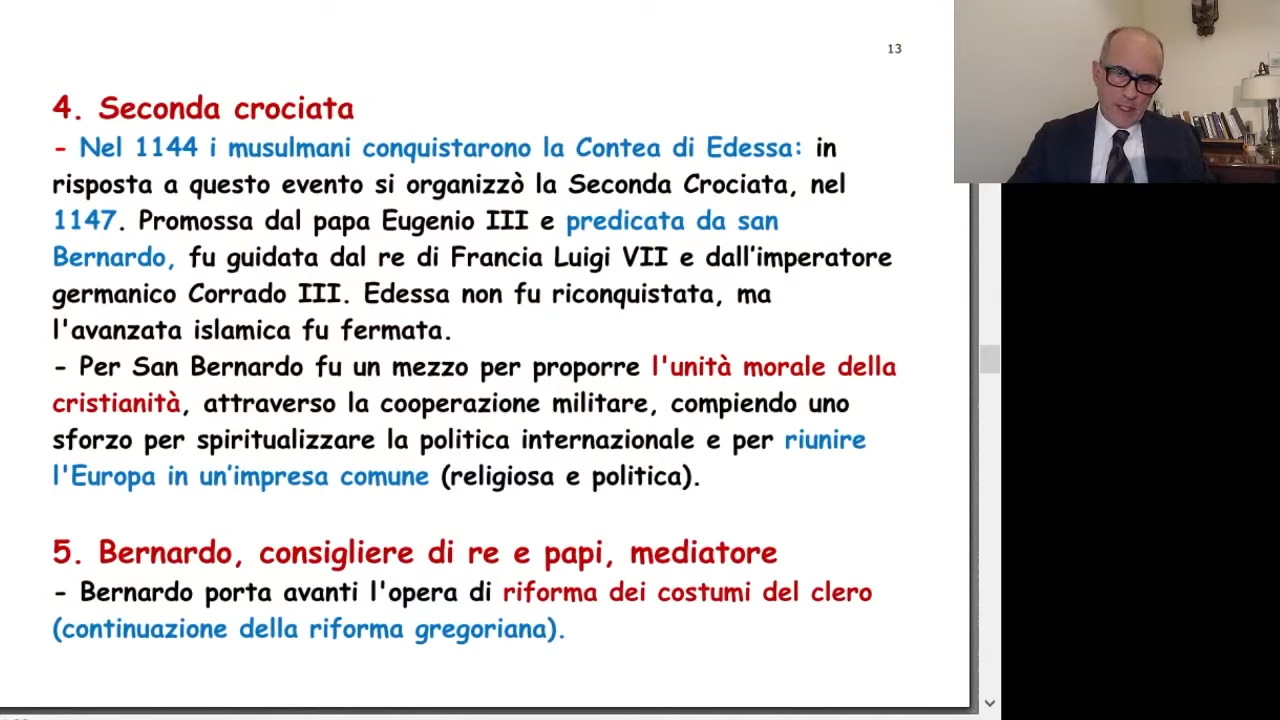 13
4. Seconda crociata
- Nel 1144 i musulmani conquistarono la Contea di Edessa: in
risposta a questo evento si organizzò la Seconda Crociata, nel
1147. Promossa dal papa Eugenio III e predicata da san
Bernardo, fu guidata dal re di Francia Luigi VII e dall’imperatore
germanico Corrado III. Edessa non fu riconquistata, ma
l'avanzata islamica fu fermata.
- Per San Bernardo fu un mezzo per proporre l'unità morale della
cristianità, attraverso la cooperazione militare, compiendo uno
sforzo per spiritualizzare la politica internazionale e per riunire
l'Europa in un’impresa comune (religiosa e politica).
5. Bernardo, consigliere di re e papi, mediatore
- Bernardo porta avanti l'opera di riforma dei costumi del clero
(continuazione della riforma gregoriana).